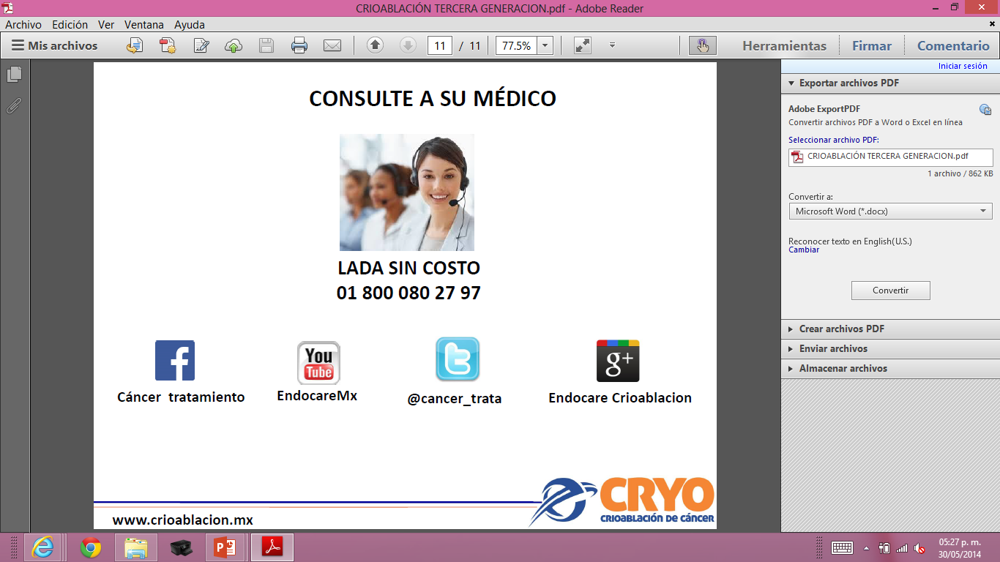 CRIOABLACIÓN TERCERA GENERACION.pdf - Adobe Reader
Archivo Edición Ver Ventana Ayuda
Mis archivos 11 / 11 77.5% Herramientas Firmar Comentario
Iniciar sesión
Exportar archivos PDF
Adobe ExportPDF
Convertir archivos PDF a Word o Excel en línea
Seleccionar archivo PDF:
CRIOABLACIÓN TERCERA GENERACION.pdf
1 archivo / 862 KB
Convertir a:
Microsoft Word (*.docx)
Reconocer texto en English(U.S.)
Cambiar
Convertir
Crear archivos PDF
Enviar archivos
Almacenar archivos
CONSULTE A SU MÉDICO
LADA SIN COSTO
01 800 080 27 97
f You Tube t g+
Cáncer tratamiento EndocareMx @cancer_trata Endocare Crioablacion
CRYO
CRIOABLACIÓN DE CÁNCER
www.crioablacion.mx
05:27 p. m.
30/05/2014